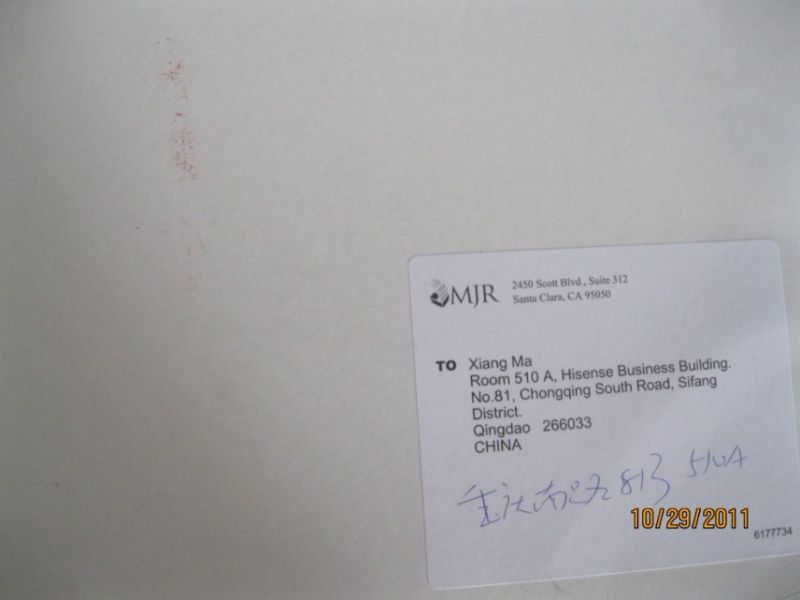 MJR
2450 Scott Blvd., Suite 312
Santa Clara, CA 95050
TO Xiang Ma
Room 510 A, Hisense Business Building.
No.81, Chongqing South Road, Sifang
District.
Qingdao 266033
CHINA
重庆南路81号 510A
10/29/2011
6177734